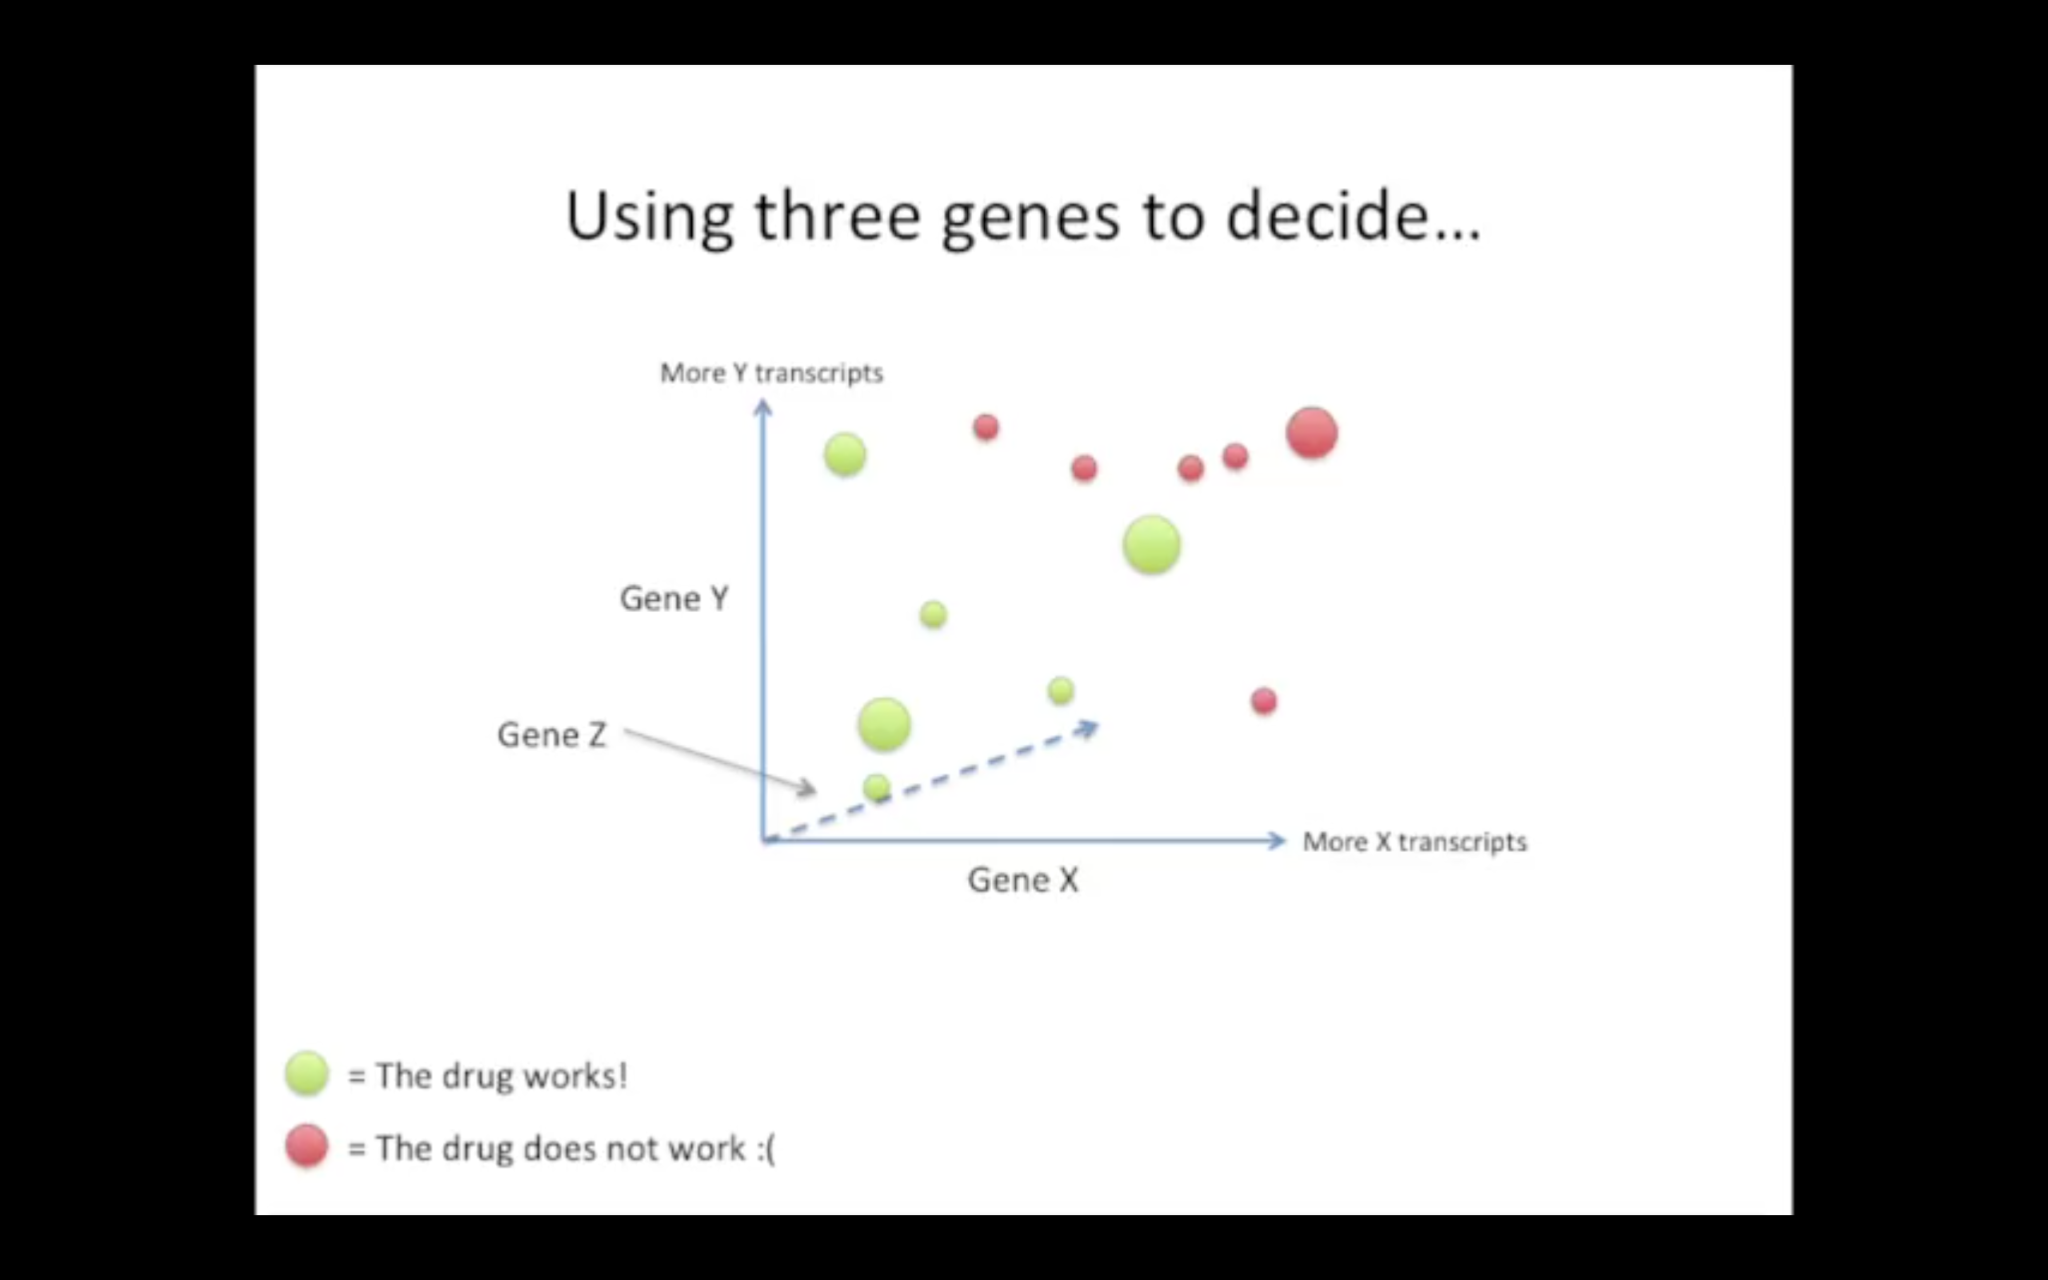 Using three genes to decide...
More Y transcripts
Gene Y
Gene Z
More X transcripts
Gene X
= The drug works!
= The drug does not work :(